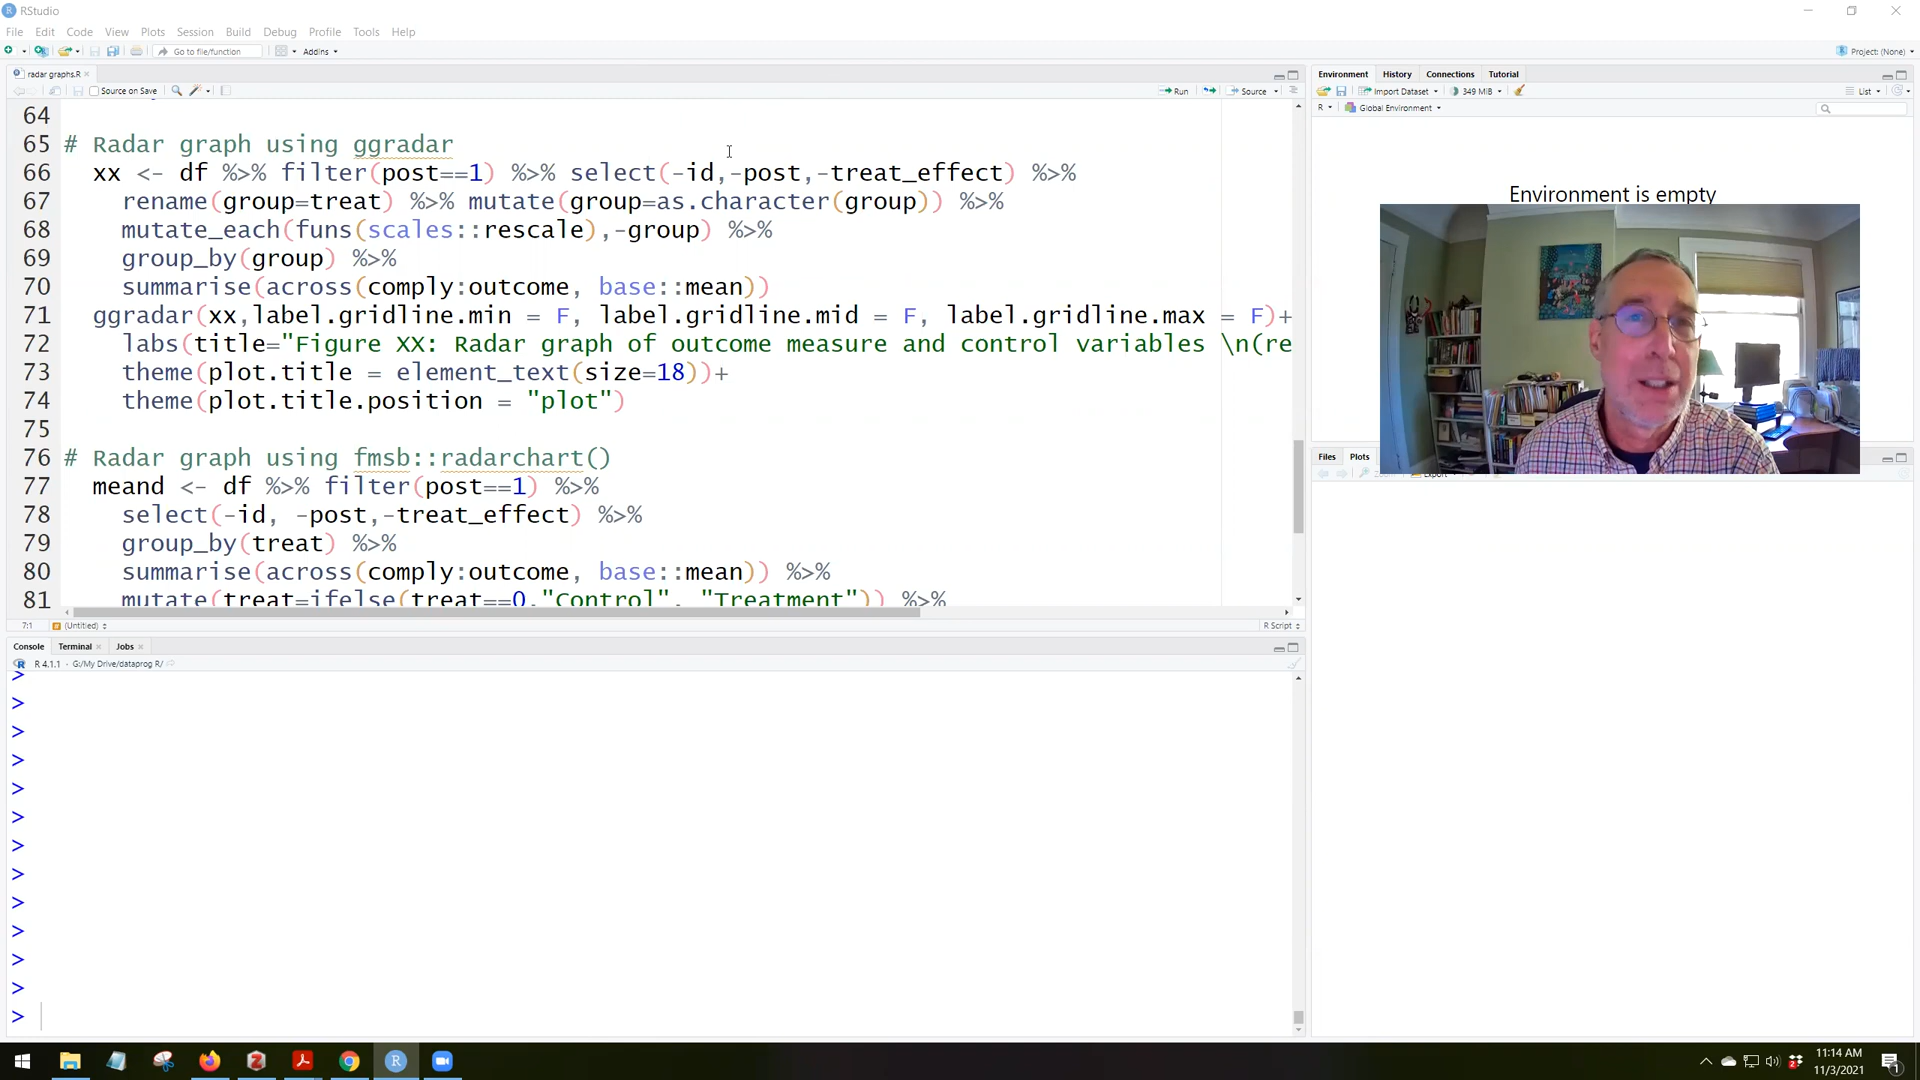 RStudio
File Edit Code View Plots Session Build Debug Profile Tools Help
Go to file/function Addins Project: (None)
radar graphs.R
Source on Save Run Source
64
65 # Radar graph using ggradar
66 xx <- df %>% filter(post==1) %>% select(-id,-post,-treat_effect) %>%
67 rename(group=treat) %>% mutate(group=as.character(group)) %>%
68 mutate_each(funs(scales::rescale),-group) %>%
69 group_by(group) %>%
70 summarise(across(comply:outcome, base::mean))
71 ggradar(xx,label.gridline.min = F, label.gridline.mid = F, label.gridline.max = F)+
72 labs(title="Figure XX: Radar graph of outcome measure and control variables \n(re
73 theme(plot.title = element_text(size=18))+
74 theme(plot.title.position = "plot")
75
76 # Radar graph using fmsb::radarchart()
77 meand <- df %>% filter(post==1) %>%
78 select(-id, -post,-treat_effect) %>%
79 group_by(treat) %>%
80 summarise(across(comply:outcome, base::mean)) %>%
81 mutate(treat=ifelse(treat==0,"Control", "Treatment")) %>%
7:1 (Untitled) R Script
Console Terminal Jobs
R 4.1.1 · G:/My Drive/dataprog R/
>
>
>
>
>
>
>
>
>
>
>
>
>
Environment History Connections Tutorial
Import Dataset 349 MiB List
R Global Environment
Environment is empty
Files Plots
Export
11:14 AM
11/3/2021
1